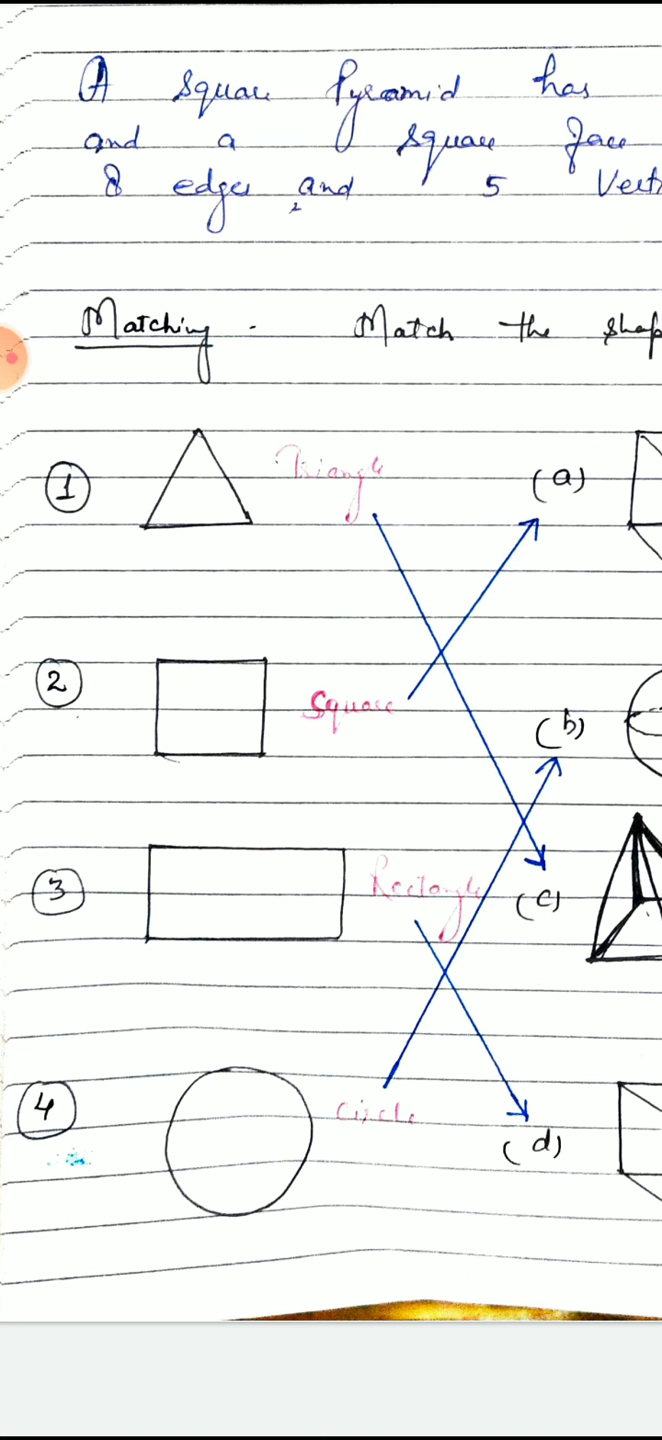 A square Pyramid has
and a square face
8 edges, and 5
Matching - Match the
1 Triangle (a)
2 Square (b)
3 Rectangle (c)
4 Circle (d)